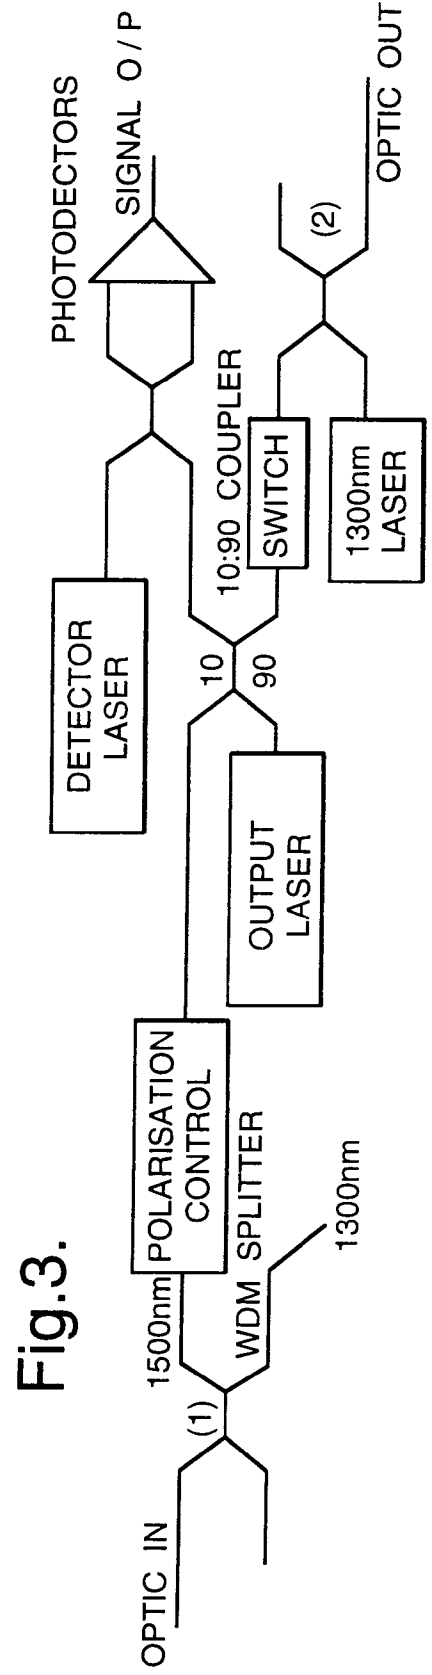 Fig.3.
OPTIC IN
(1)
1500nm
WDM SPLITTER
1300nm
POLARISATION
CONTROL
OUTPUT
LASER
DETECTOR
LASER
10
90
10:90 COUPLER
SWITCH
1300nm
LASER
PHOTODECTORS
SIGNAL O/P
(2)
OPTIC OUT